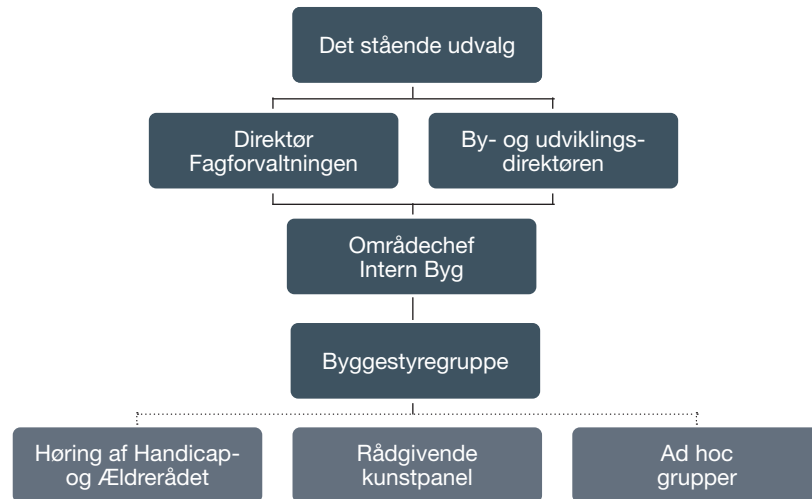 Det stående udvalg
Direktør
Fagforvaltningen
By- og udviklings-
direktøren
Områdechef
Intern Byg
Byggestyregruppe
Høring af Handicap-
og Ældrerådet
Rådgivende
kunstpanel
Ad hoc
grupper